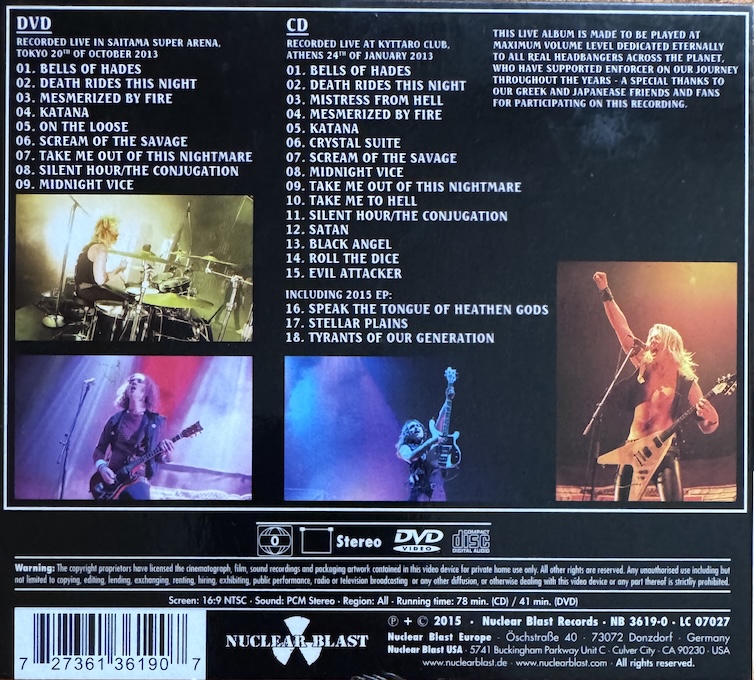 DVD
RECORDED LIVE IN SAITAMA SUPER ARENA,
TOKYO 20TH OF OCTOBER 2013
01. BELLS OF HADES
02. DEATH RIDES THIS NIGHT
03. MESMERIZED BY FIRE
04. KATANA
05. ON THE LOOSE
06. SCREAM OF THE SAVAGE
07. TAKE ME OUT OF THIS NIGHTMARE
08. SILENT HOUR/THE CONJUGATION
09. MIDNIGHT VICE
CD
RECORDED LIVE AT KYTTARO CLUB,
ATHENS 24TH OF JANUARY 2013
01. BELLS OF HADES
02. DEATH RIDES THIS NIGHT
03. MISTRESS FROM HELL
04. MESMERIZED BY FIRE
05. KATANA
06. CRYSTAL SUITE
07. SCREAM OF THE SAVAGE
08. MIDNIGHT VICE
09. TAKE ME OUT OF THIS NIGHTMARE
10. TAKE ME TO HELL
11. SILENT HOUR/THE CONJUGATION
12. SATAN
13. BLACK ANGEL
14. ROLL THE DICE
15. EVIL ATTACKER
INCLUDING 2015 EP:
16. SPEAK THE TONGUE OF HEATHEN GODS
17. STELLAR PLAINS
18. TYRANTS OF OUR GENERATION
THIS LIVE ALBUM IS MADE TO BE PLAYED AT
MAXIMUM VOLUME LEVEL DEDICATED ETERNALLY
TO ALL REAL HEADBANGERS ACROSS THE PLANET,
WHO HAVE SUPPORTED ENFORCER ON OUR JOURNEY
THROUGHOUT THE YEARS - A SPECIAL THANKS TO
OUR GREEK AND JAPANEASE FRIENDS AND FANS
FOR PARTICIPATING ON THIS RECORDING.
0 Stereo DVD VIDEO COMPACT disc DIGITAL AUDIO
Warning: The copyright proprietors have licensed the cinematograph, film, sound recordings and packaging artwork contained in this video device for private home use only. All other rights are reserved. Any unauthorised use including but
not limited to copying, editing, lending, exchanging, renting, hiring, exhibiting, public performance, radio or television broadcasting or any other diffusion, or otherwise dealing with this video device or any part thereof is strictliy prohibited.
Screen: 16:9 NTSC · Sound: PCM Stereo · Region: All · Running time: 78 min. (CD) / 41 min. (DVD)
7 27361 36190 7
NUCLEAR BLAST
℗ + © 2015 · Nuclear Blast Records · NB 3619-0 · LC 07027
Nuclear Blast Europe · Öschstraße 40 · 73072 Donzdorf · Germany
Nuclear Blast USA · 5741 Buckingham Parkway Unit C · Culver City · CA 90230 · USA
www.nuclearblast.de · www.nuclearblast.com · All rights reserved.